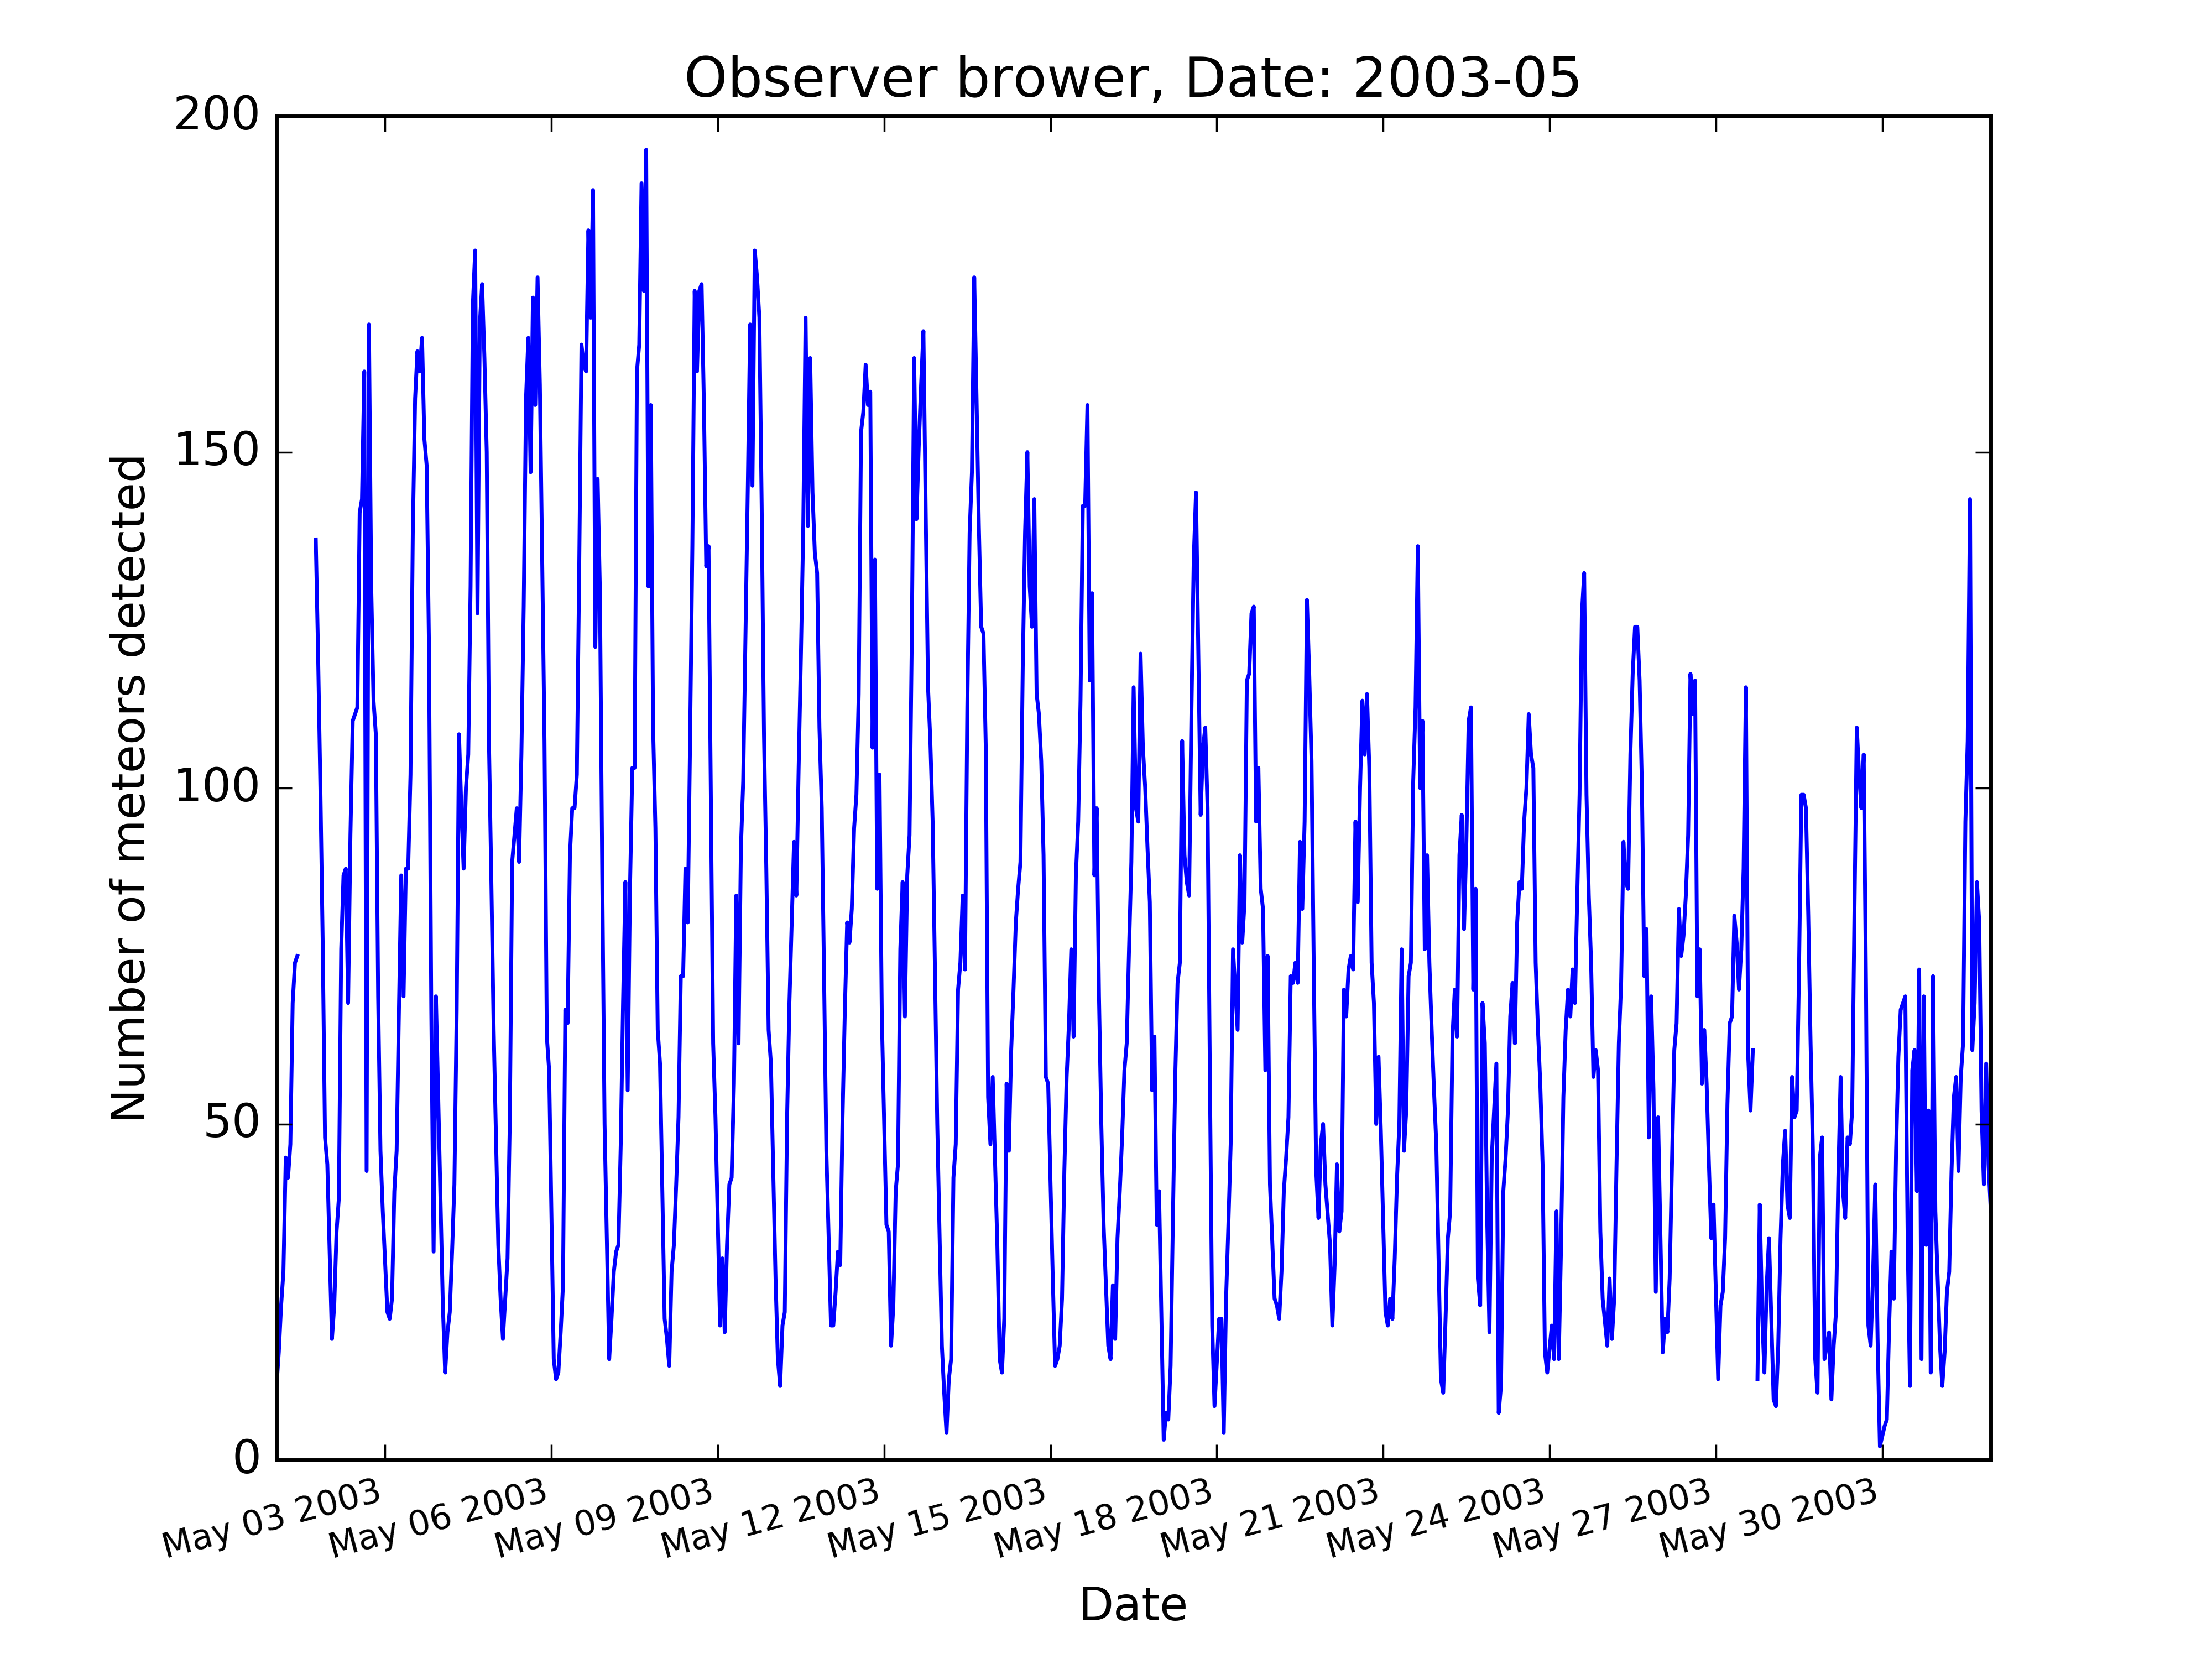 Observer brower, Date: 2003-05
200
150
100
50
0
Number of meteors detected
May 03 2003
May 06 2003
May 09 2003
May 12 2003
May 15 2003
May 18 2003
May 21 2003
May 24 2003
May 27 2003
May 30 2003
Date